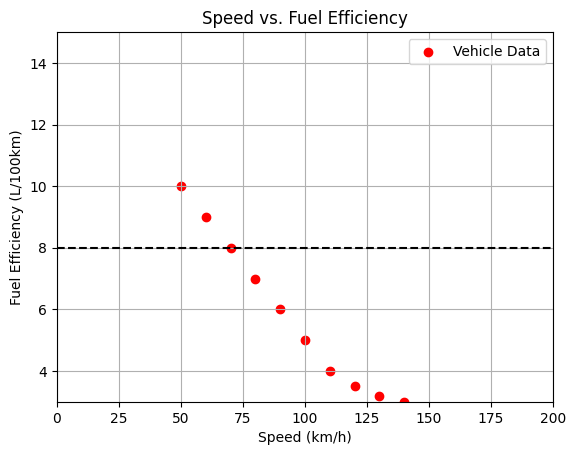 Speed vs. Fuel Efficiency
Vehicle Data
Fuel Efficiency (L/100km)
14
12
10
8
6
4
0 25 50 75 100 125 150 175 200
Speed (km/h)